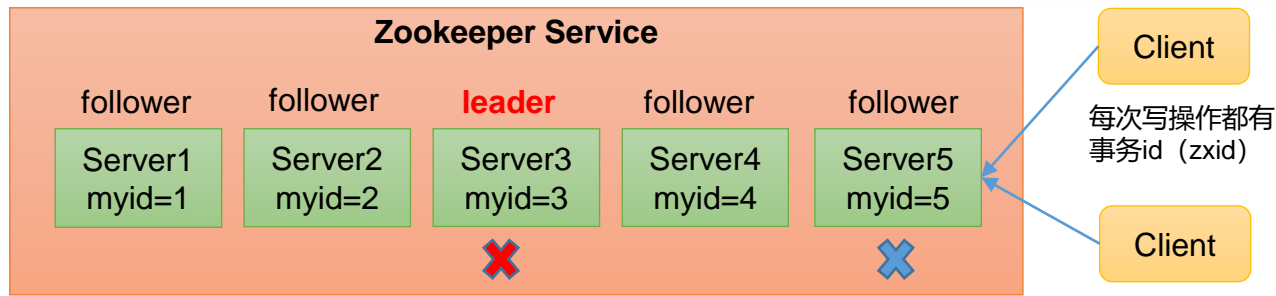 Zookeeper Service
follower
follower
leader
follower
follower
Server1
myid=1
Server2
myid=2
Server3
myid=3
Server4
myid=4
Server5
myid=5
Client
每次写操作都有
事务id（zxid）
Client